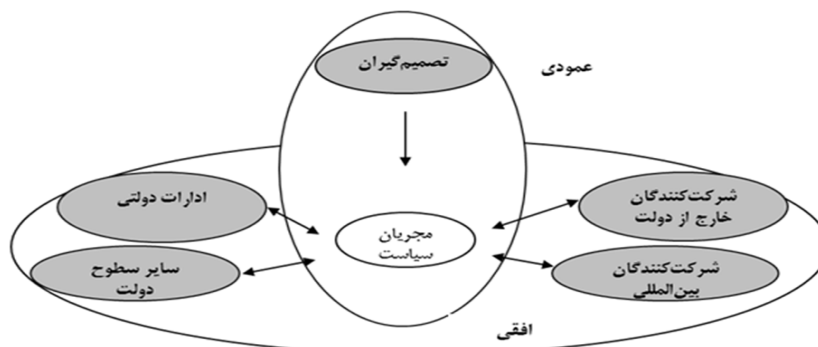 تصمیم‌گیران
عمودی
شرکت‌کنندگان
خارج از دولت
ادارات دولتی
مجریان
سیاست
سایر سطوح
دولت
شرکت‌کنندگان
بین‌المللی
افقی